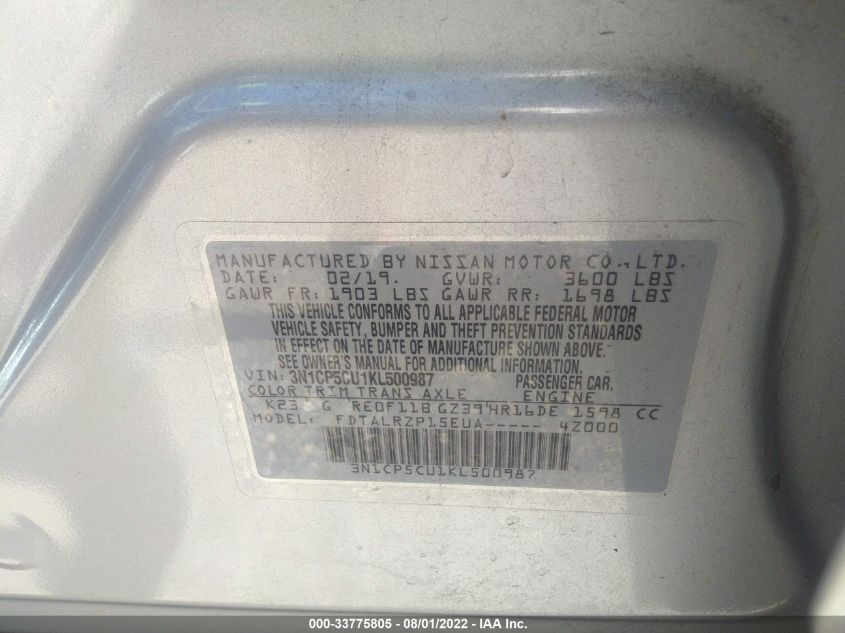 MANUFACTURED BY NISSAN MOTOR CO., LTD.
DATE: 02/19. GVWR: 3600 LBS
GAWR FR: 1903 LBS GAWR RR: 1698 LBS
THIS VEHICLE CONFORMS TO ALL APPLICABLE FEDERAL MOTOR
VEHICLE SAFETY, BUMPER AND THEFT PREVENTION STANDARDS
IN EFFECT ON THE DATE OF MANUFACTURE SHOWN ABOVE.
SEE OWNER'S MANUAL FOR ADDITIONAL INFORMATION.
VIN: 3N1CP5CU1KL500987 PASSENGER CAR.
COLOR TRIM TRANS AXLE ENGINE
K23 G RE0F11B GZ394 HR16DE 1598 CC
MODEL: FDTALRZP15EUA----- 4Z000
3N1CP5CU1KL500987
000-33775805 - 08/01/2022 - IAA Inc.